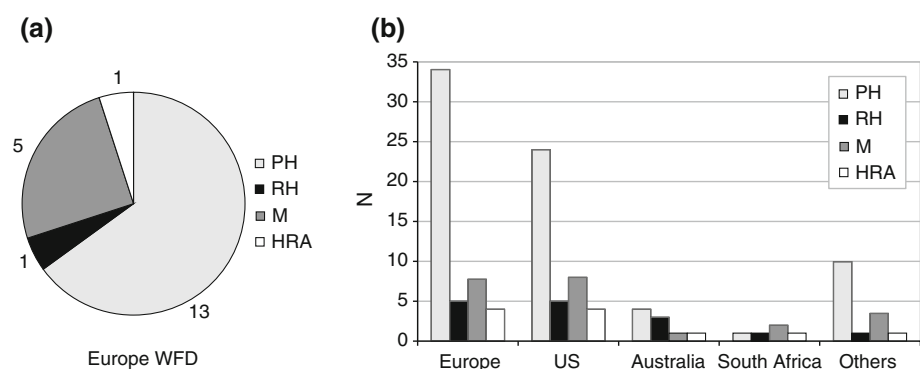 (a)
1
5
1
13
PH
RH
M
HRA
Europe WFD
(b)
35
30
25
20
15
10
5
0
N
PH
RH
M
HRA
Europe US Australia South Africa Others